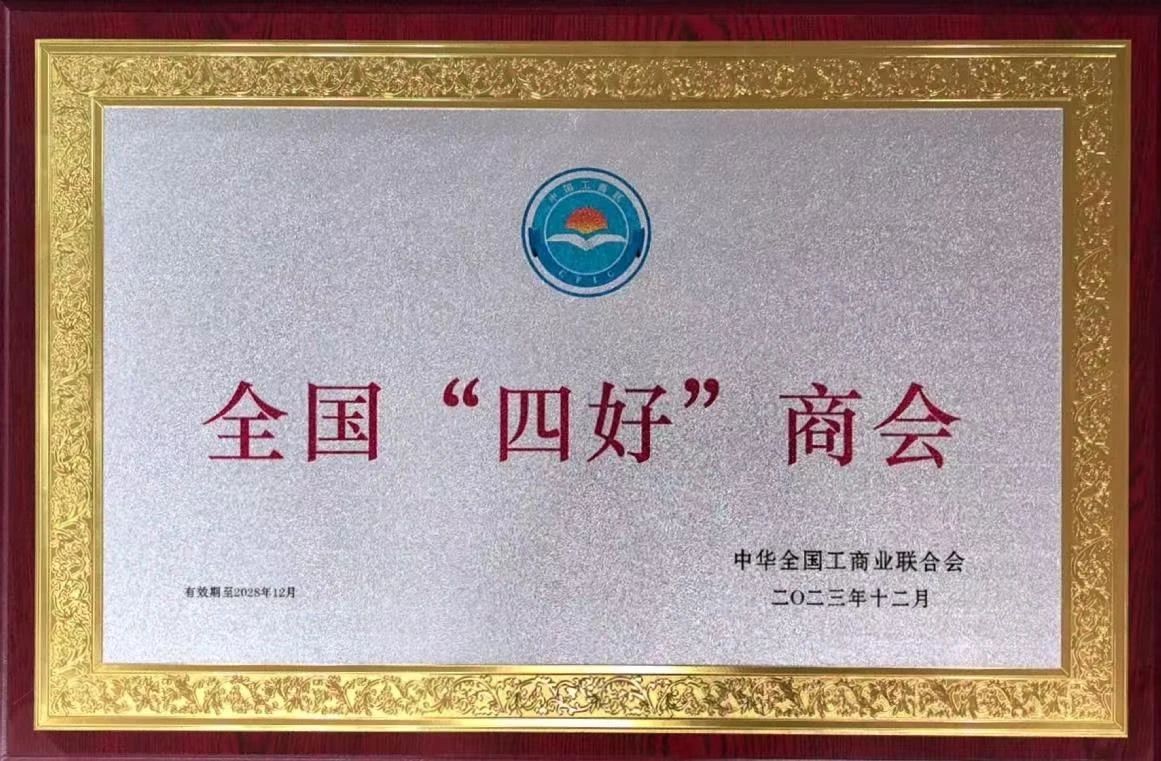 中国工商联
CFIC
全国“四好”商会
中华全国工商业联合会
有效期至2028年12月
二〇二三年十二月